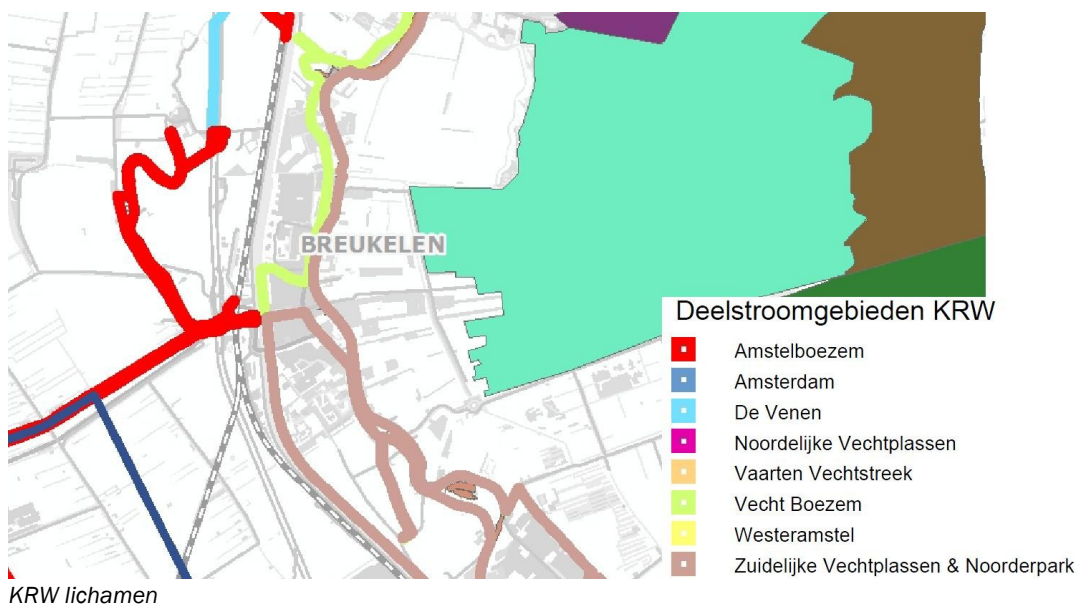 BREUKELEN
Deelstroomgebieden KRW
Amstelboezem
Amsterdam
De Venen
Noordelijke Vechtplassen
Vaarten Vechtstreek
Vecht Boezem
Westeramstel
Zuidelijke Vechtplassen & Noorderpark
KRW lichamen